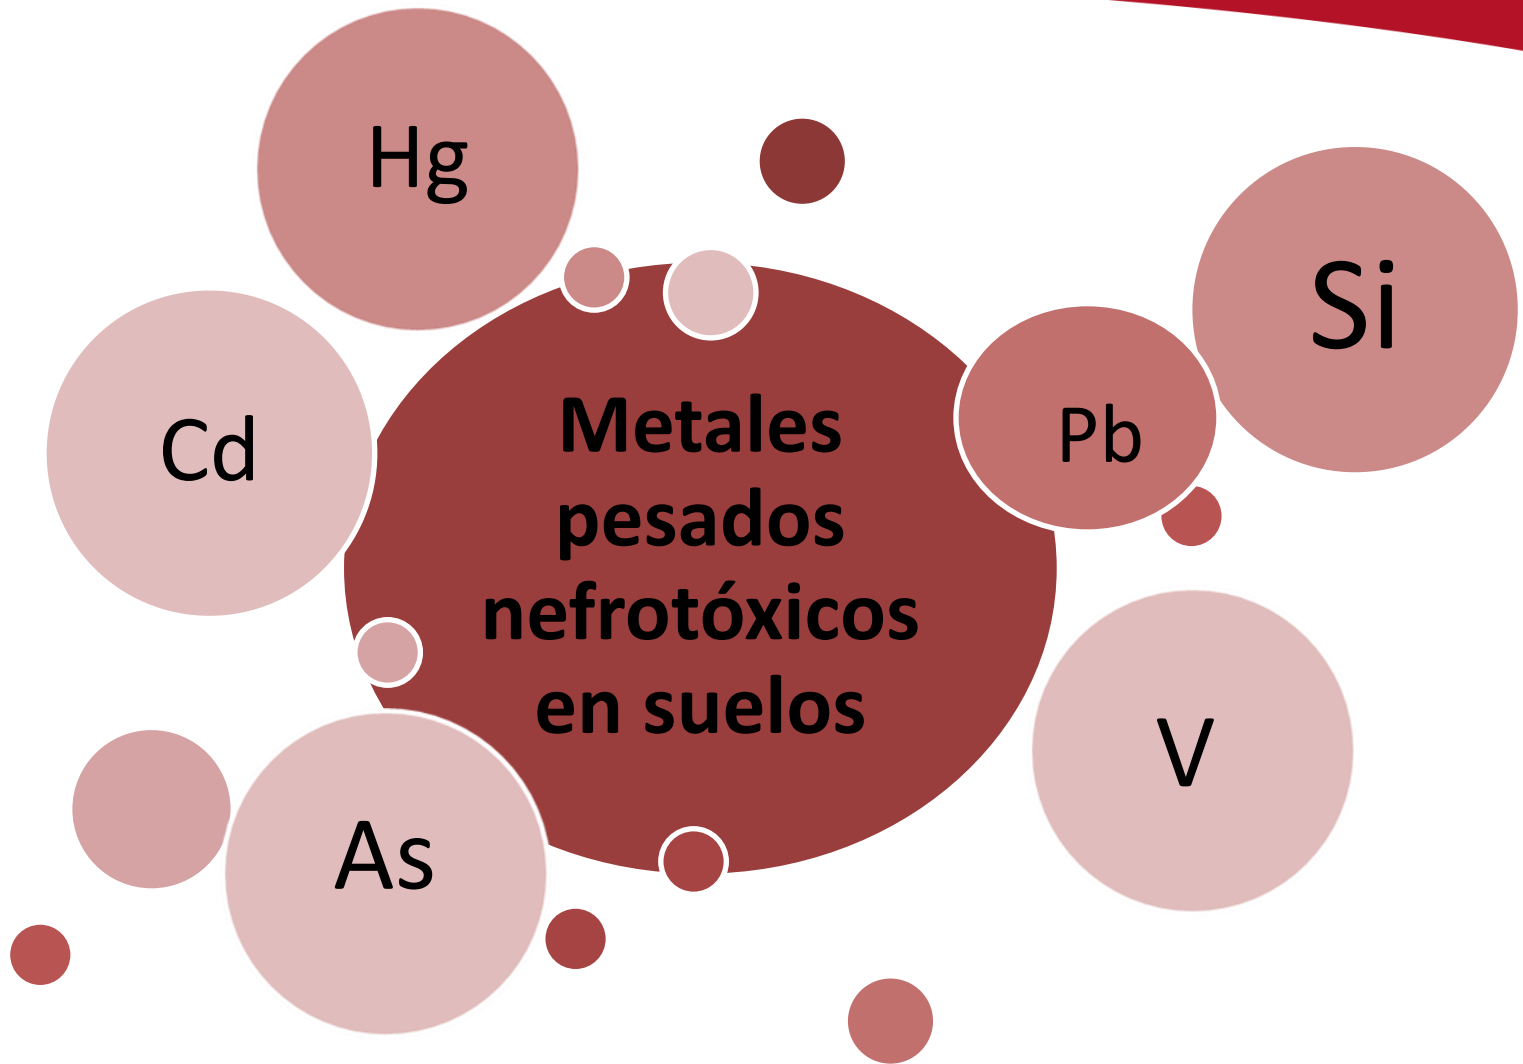 Hg
Si
Cd
Pb
Metales
pesados
nefrotóxicos
en suelos
V
As